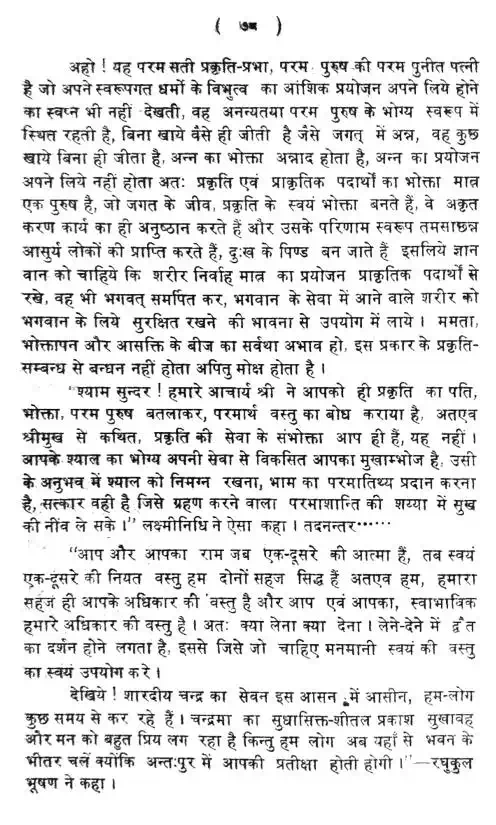 ( ७८ )
अहो ! यह परम सती प्रकृति-प्रभा, परम पुरुष की परम पुनीत पत्नी
है जो अपने स्वरूपगत धर्मो के विभुत्व का आंशिक प्रयोजन अपने लिये होने
का स्वप्न भी नहीं देखती, वह अनन्यतया परम पुरुष के भोग्य स्वरूप में
स्थित रहती है, बिना खाये वैसे ही जीती है जैसे जगत् में अन्न, वह कुछ
खाये बिना ही जीता है, अन्न का भोक्ता अन्नाद होता है, अन्न का प्रयोजन
अपने लिये नहीं होता अतः प्रकृति एवं प्राकृतिक पदार्थों का भोक्ता मात्र
एक पुरुष है, जो जगत के जीव, प्रकृति के स्वयं भोक्ता बनते हैं, वे अकृत
करण कार्य का ही अनुष्ठान करते हैं और उसके परिणाम स्वरूप तमसाछन्न
आसुर्य लोकों की प्राप्ति करते हैं, दुःख के पिण्ड बन जाते हैं इसलिये ज्ञान
वान को चाहिये कि शरीर निर्वाह मात्र का प्रयोजन प्राकृतिक पदार्थों से
रखे, वह भी भगवत् समर्पित कर, भगवान के सेवा में आने वाले शरीर को
भगवान के लिये सुरक्षित रखने की भावना से उपयोग में लाये । ममता,
भोक्तापन और आसक्ति के बीज का सर्वथा अभाव हो, इस प्रकार के प्रकृति-
सम्बन्ध से बन्धन नहीं होता अपितु मोक्ष होता है ।
"श्याम सुन्दर ! हमारे आचार्य श्री ने आपको ही प्रकृति का पति,
भोक्ता, परम पुरुष बतलाकर, परमार्थ वस्तु का बोध कराया है, अतएव
श्रीमुख से कथित, प्रकृति की सेवा के संभोक्ता आप ही हैं, यह नहीं ।
आपके श्याल का भोग्य अपनी सेवा से विकसित आपका मुखाम्भोज है, उसी
के अनुभव में श्याल को निमग्न रखना, भाम का परमातिथ्य प्रदान करना
है, सत्कार वही है जिसे ग्रहण करने वाला परमाशान्ति की शय्या में सुख
की नींव ले सके ।" लक्ष्मीनिधि ने ऐसा कहा । तदनन्तर······
"आप और आपका राम जब एक-दूसरे की आत्मा हैं, तब स्वयं
एक-दूसरे की नियत वस्तु हम दोनों सहज सिद्ध हैं अतएव हम, हमारा
सहज ही आपके अधिकार की वस्तु है और आप एवं आपका, स्वाभाविक
हमारे अधिकार की वस्तु है । अतः क्या लेना क्या देना । लेने-देने में द्वैत
का दर्शन होने लगता है, इससे जिसे जो चाहिए मनमानी स्वयं की वस्तु
का स्वयं उपयोग करे ।
देखिये ! शारदीय चन्द्र का सेवन इस आसन में आसीन, हम-लोग
कुछ समय से कर रहे हैं । चन्द्रमा का सुधासिक्त-शीतल प्रकाश सुखावह
और मन को बहुत प्रिय लग रहा है किन्तु हम लोग अब यहाँ से भवन के
भीतर चलें क्योंकि अन्तःपुर में आपकी प्रतीक्षा होती होगी ।"—रघुकुल
भूषण ने कहा ।